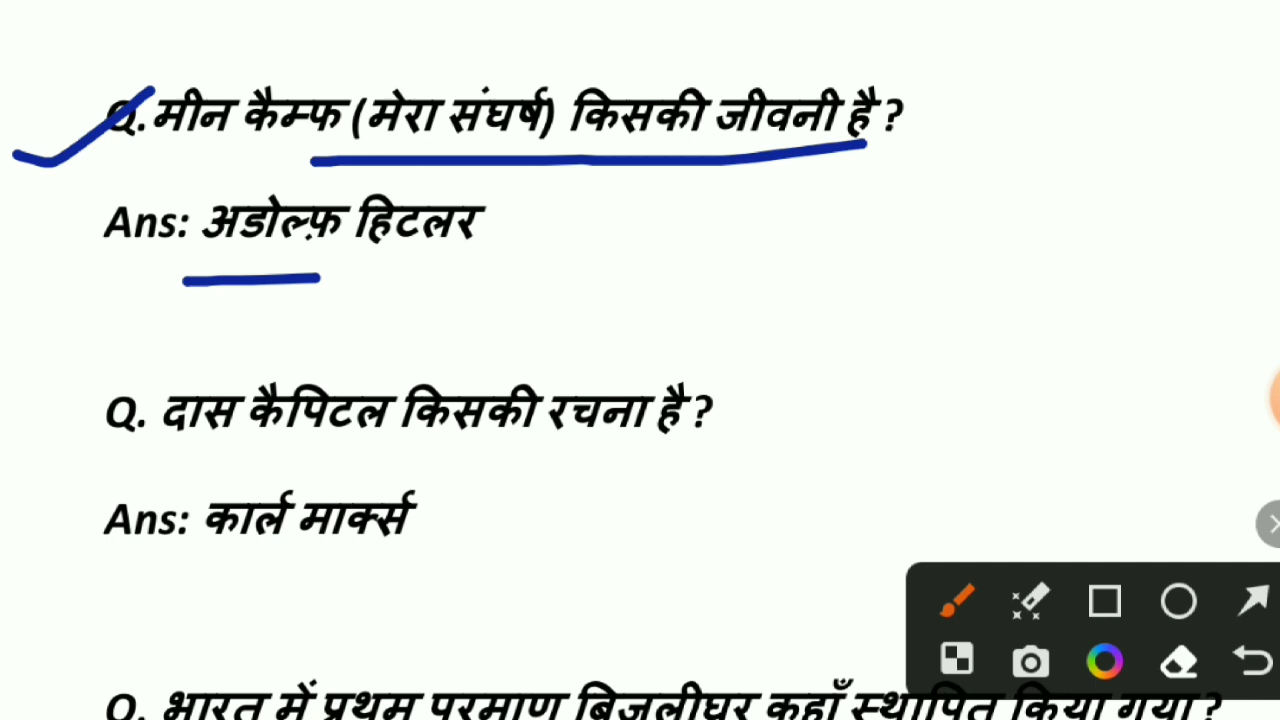 Q.मीन कैम्फ (मेरा संघर्ष) किसकी जीवनी है ?
Ans: अडोल्फ़ हिटलर
Q. दास कैपिटल किसकी रचना है ?
Ans: कार्ल मार्क्स
Q. भारत में प्रथम परमाणु बिजलीघर कहाँ स्थापित किया गया ?